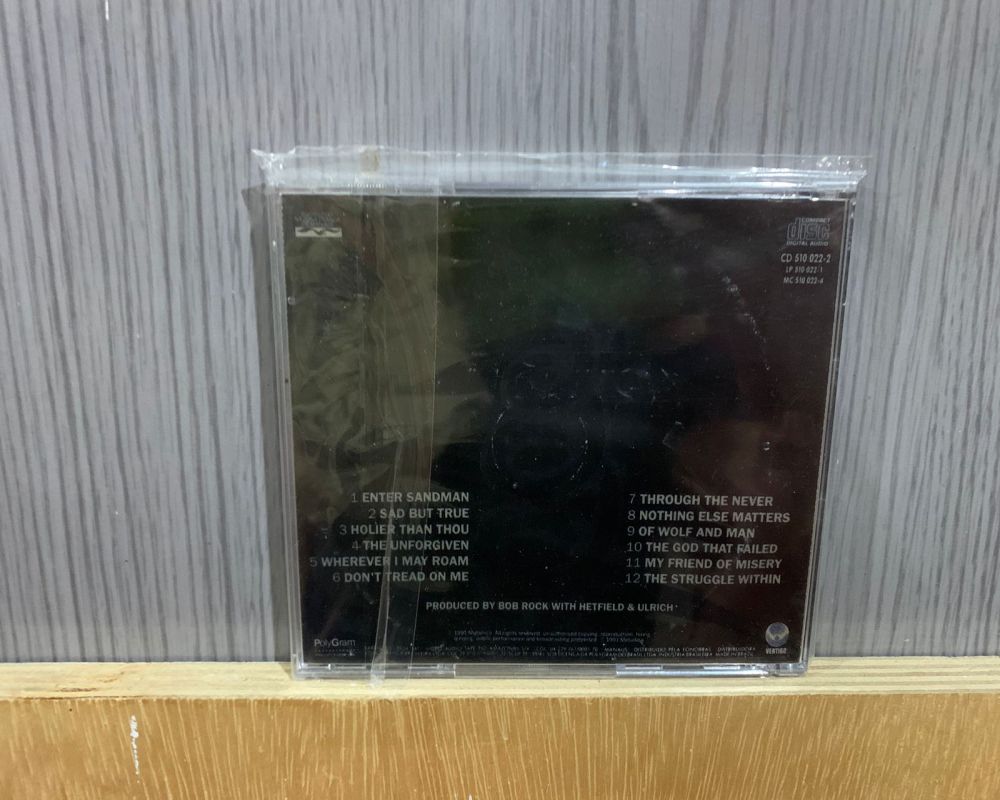 COMPACT
disc
DIGITAL AUDIO
CD 510 022-2
LP 510 022-1
MC 510 022-4
1 ENTER SANDMAN
2 SAD BUT TRUE
3 HOLIER THAN THOU
4 THE UNFORGIVEN
5 WHEREVER I MAY ROAM
6 DON'T TREAD ON ME
7 THROUGH THE NEVER
8 NOTHING ELSE MATTERS
9 OF WOLF AND MAN
10 THE GOD THAT FAILED
11 MY FRIEND OF MISERY
12 THE STRUGGLE WITHIN
PRODUCED BY BOB ROCK WITH HETFIELD & ULRICH
PolyGram
VERTIGO